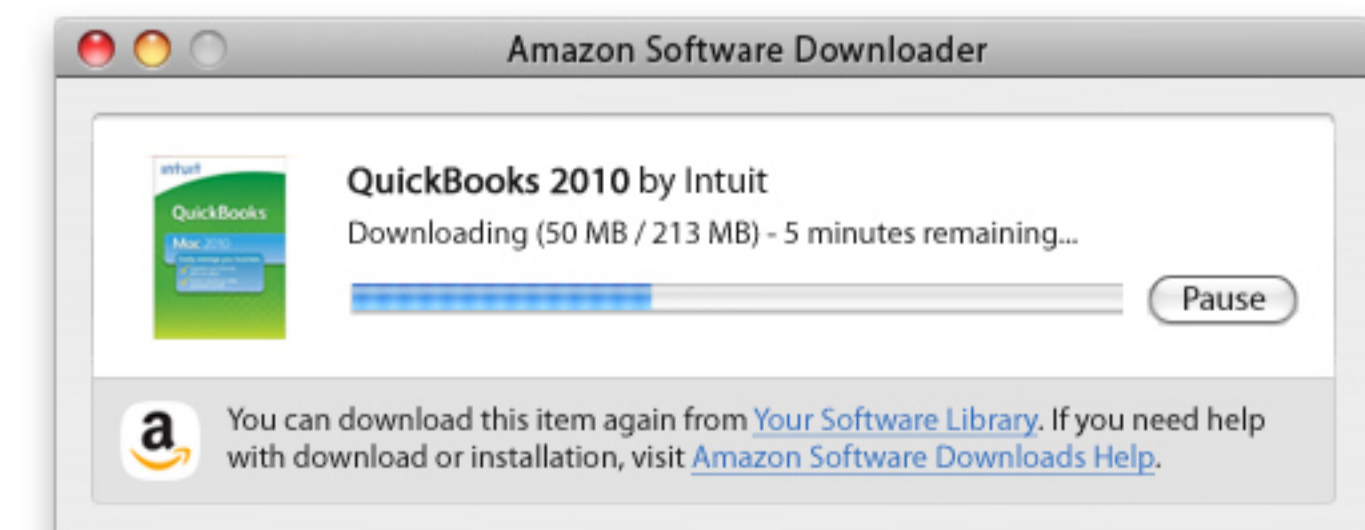 Amazon Software Downloader
intuit
QuickBooks
Mac 2010
QuickBooks 2010 by Intuit
Downloading (50 MB / 213 MB) - 5 minutes remaining...
Pause
a
You can download this item again from Your Software Library. If you need help
with download or installation, visit Amazon Software Downloads Help.